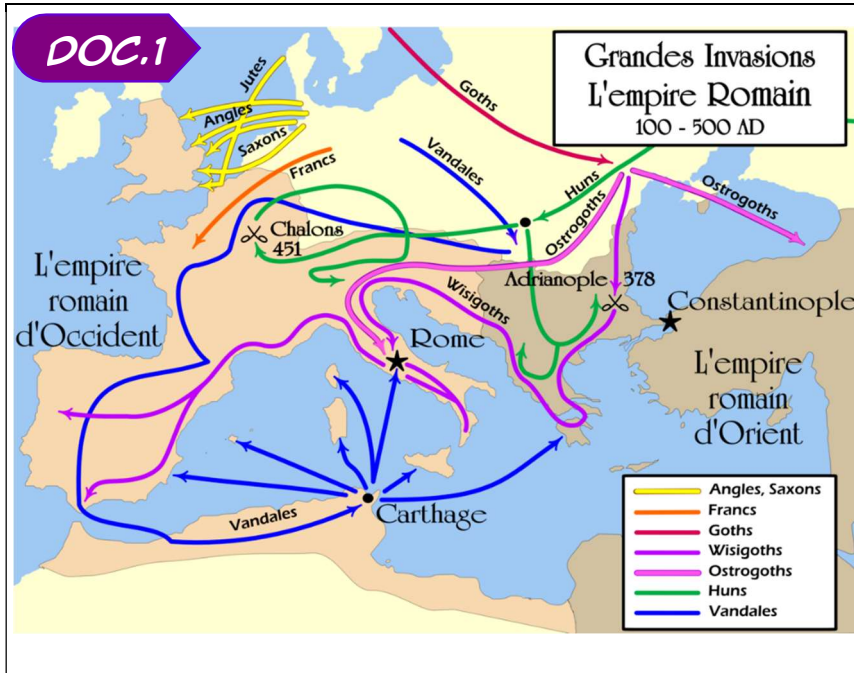 DOC.1
Grandes Invasions
L'empire Romain
100 - 500 AD
Jutes
Angles
Saxons
Francs
Goths
Vandales
Huns
Ostrogoths
Ostrogoths
Chalons
451
Adrianople 378
Wisigoths
Constantinople
L'empire
romain
d'Occident
Rome
L'empire
romain
d'Orient
Vandales
Carthage
Angles, Saxons
Francs
Goths
Wisigoths
Ostrogoths
Huns
Vandales